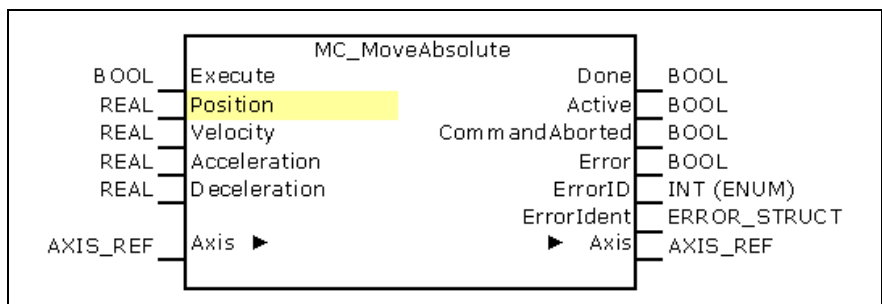 MC_MoveAbsolute
BOOL Execute Done BOOL
REAL Position Active BOOL
REAL Velocity CommandAborted BOOL
REAL Acceleration Error BOOL
REAL Deceleration ErrorID INT (ENUM)
ErrorIdent ERROR_STRUCT
AXIS_REF Axis ► ► Axis AXIS_REF